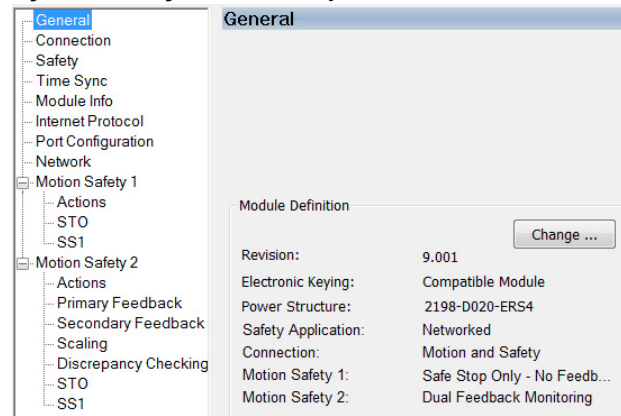 General
Connection
Safety
Time Sync
Module Info
Internet Protocol
Port Configuration
Network
Motion Safety 1
Actions
STO
SS1
Motion Safety 2
Actions
Primary Feedback
Secondary Feedback
Scaling
Discrepancy Checking
STO
SS1
General
Module Definition
Change ...
Revision: 9.001
Electronic Keying: Compatible Module
Power Structure: 2198-D020-ERS4
Safety Application: Networked
Connection: Motion and Safety
Motion Safety 1: Safe Stop Only - No Feedb...
Motion Safety 2: Dual Feedback Monitoring